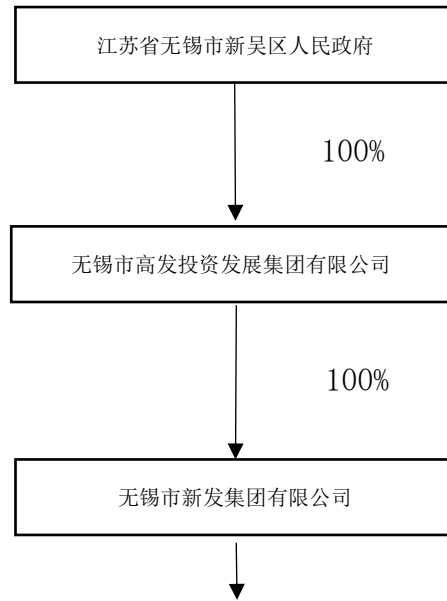 江苏省无锡市新吴区人民政府
100%
无锡市高发投资发展集团有限公司
100%
无锡市新发集团有限公司